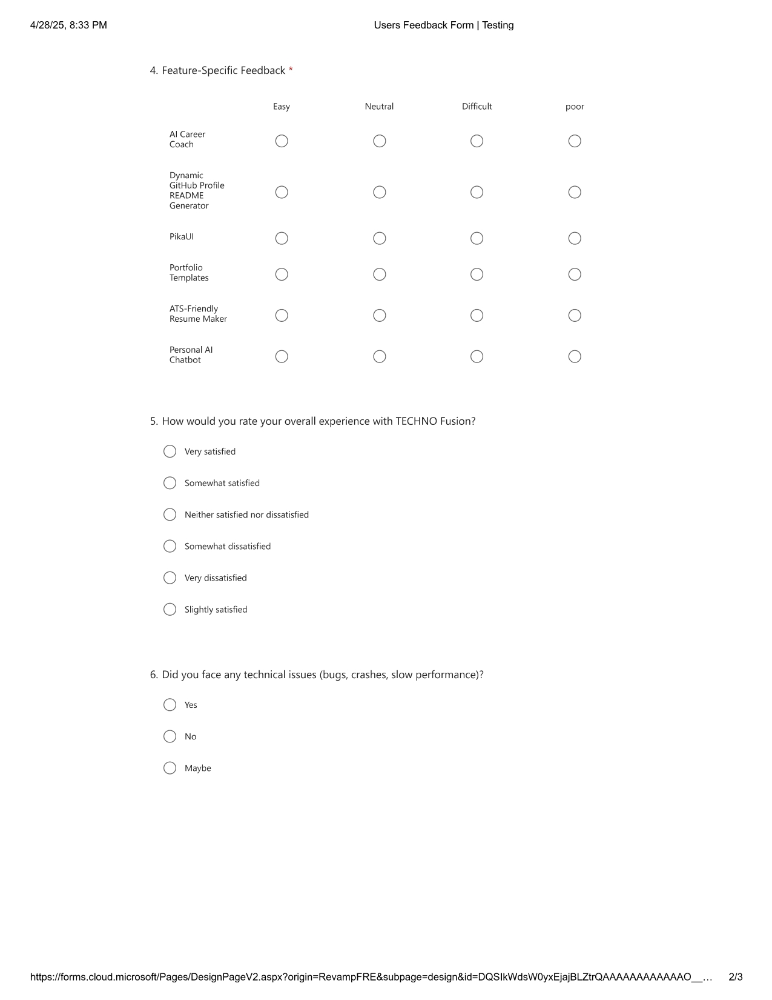 4/28/25, 8:33 PM
Users Feedback Form | Testing
4. Feature-Specific Feedback *
Easy Neutral Difficult poor
AI Career
Coach
Dynamic
GitHub Profile
README
Generator
PikaUI
Portfolio
Templates
ATS-Friendly
Resume Maker
Personal AI
Chatbot
5. How would you rate your overall experience with TECHNO Fusion?
Very satisfied
Somewhat satisfied
Neither satisfied nor dissatisfied
Somewhat dissatisfied
Very dissatisfied
Slightly satisfied
6. Did you face any technical issues (bugs, crashes, slow performance)?
Yes
No
Maybe
https://forms.cloud.microsoft/Pages/DesignPageV2.aspx?origin=RevampFRE&subpage=design&id=DQSIkWdsW0yxEjajBLZtrQAAAAAAAAAAAAO__… 2/3